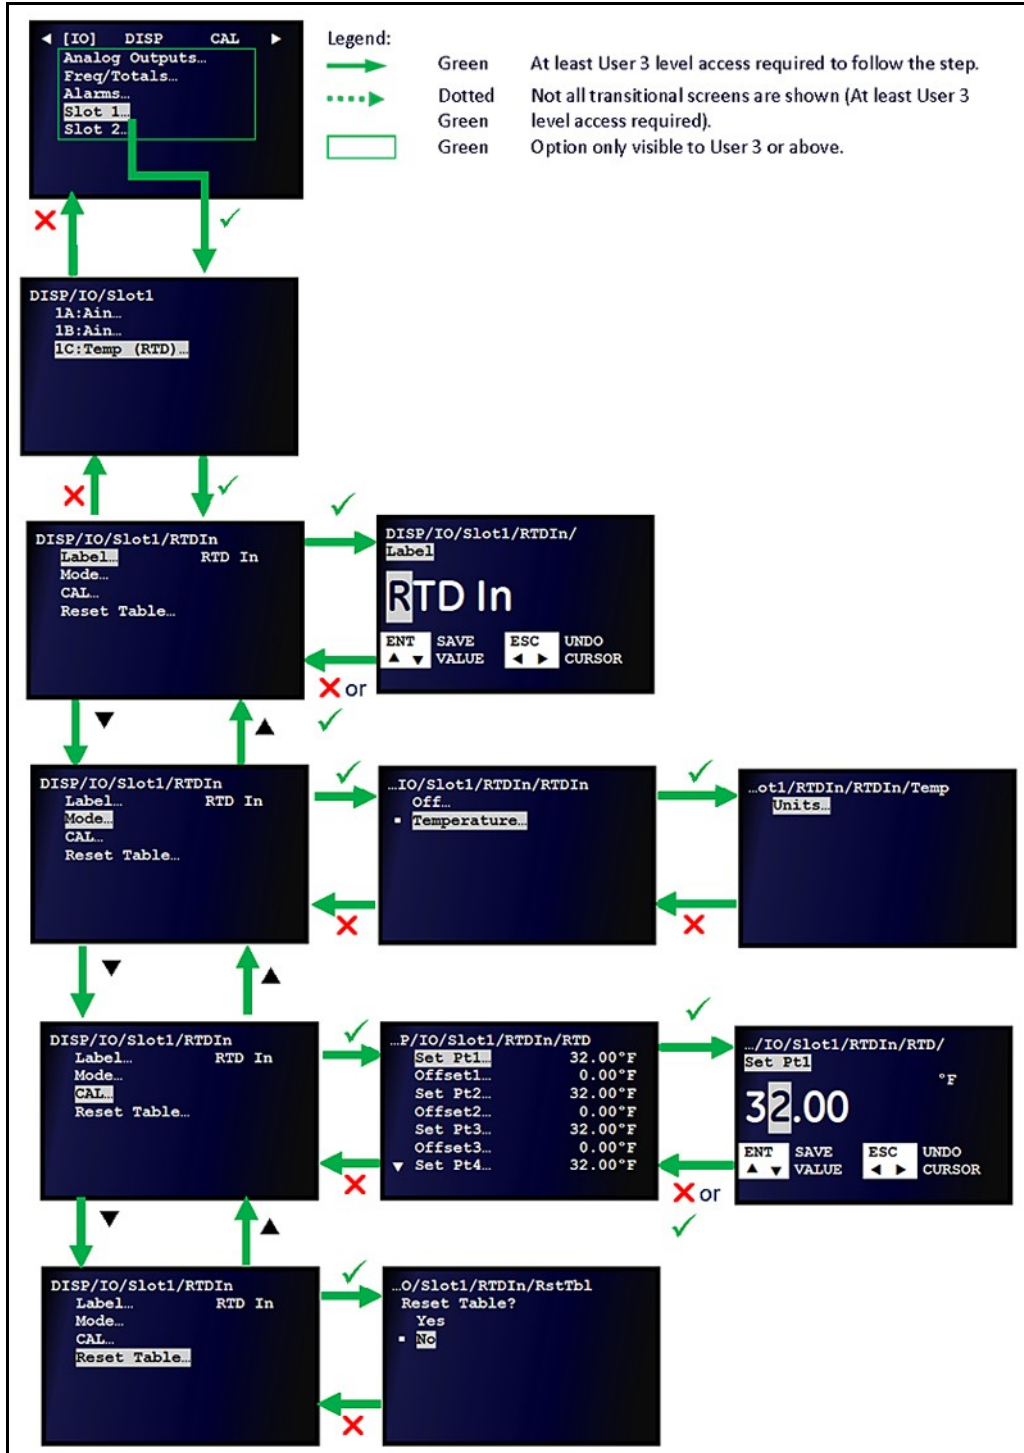 ◄ [IO] DISP CAL ►
Analog Outputs…
Freq/Totals…
Alarms…
Slot 1…
Slot 2…
Legend:
Green At least User 3 level access required to follow the step.
Dotted Green Not all transitional screens are shown (At least User 3
level access required).
Green Option only visible to User 3 or above.
DISP/IO/Slot1
1A:Ain…
1B:Ain…
1C:Temp (RTD)…
DISP/IO/Slot1/RTDIn
Label… RTD In
Mode…
CAL…
Reset Table…
DISP/IO/Slot1/RTDIn/
Label
RTD In
ENT SAVE ESC UNDO
▲ ▼ VALUE ◄ ► CURSOR
X or
✓
DISP/IO/Slot1/RTDIn
Label… RTD In
Mode…
CAL…
Reset Table…
…IO/Slot1/RTDIn/RTDIn
Off…
▪ Temperature…
…ot1/RTDIn/RTDIn/Temp
Units…
DISP/IO/Slot1/RTDIn
Label… RTD In
Mode…
CAL…
Reset Table…
…P/IO/Slot1/RTDIn/RTD
Set Pt1… 32.00°F
Offset1… 0.00°F
Set Pt2… 32.00°F
Offset2… 0.00°F
Set Pt3… 32.00°F
Offset3… 0.00°F
▼ Set Pt4… 32.00°F
…/IO/Slot1/RTDIn/RTD/
Set Pt1
°F
32.00
ENT SAVE ESC UNDO
▲ ▼ VALUE ◄ ► CURSOR
X or
✓
DISP/IO/Slot1/RTDIn
Label… RTD In
Mode…
CAL…
Reset Table…
…O/Slot1/RTDIn/RstTbl
Reset Table?
Yes
▪ No